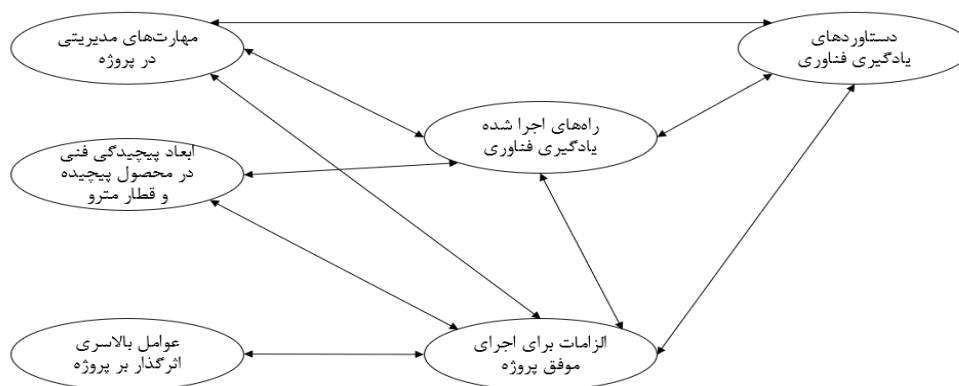 مهارت‌های مدیریتی
در پروژه
دستاوردهای
یادگیری فناوری
راه‌های اجرا شده
یادگیری فناوری
ابعاد پیچیدگی فنی
در محصول پیچیده
و قطار مترو
الزامات برای اجرای
موفق پروژه
عوامل بالاسری
اثرگذار بر پروژه